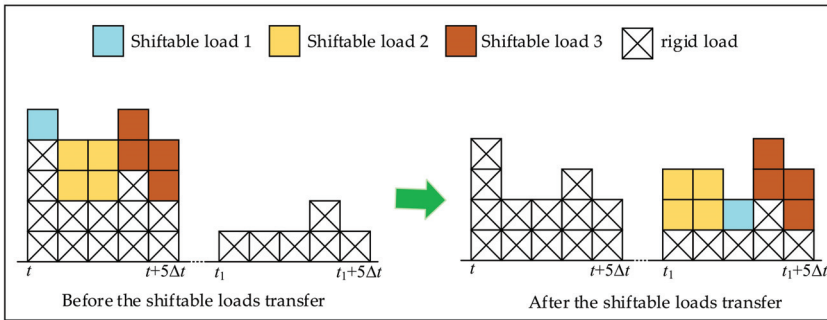 Shiftable load 1 Shiftable load 2 Shiftable load 3 rigid load
t t+5Δt t₁ t₁+5Δt t t+5Δt t₁ t₁+5Δt
Before the shiftable loads transfer After the shiftable loads transfer